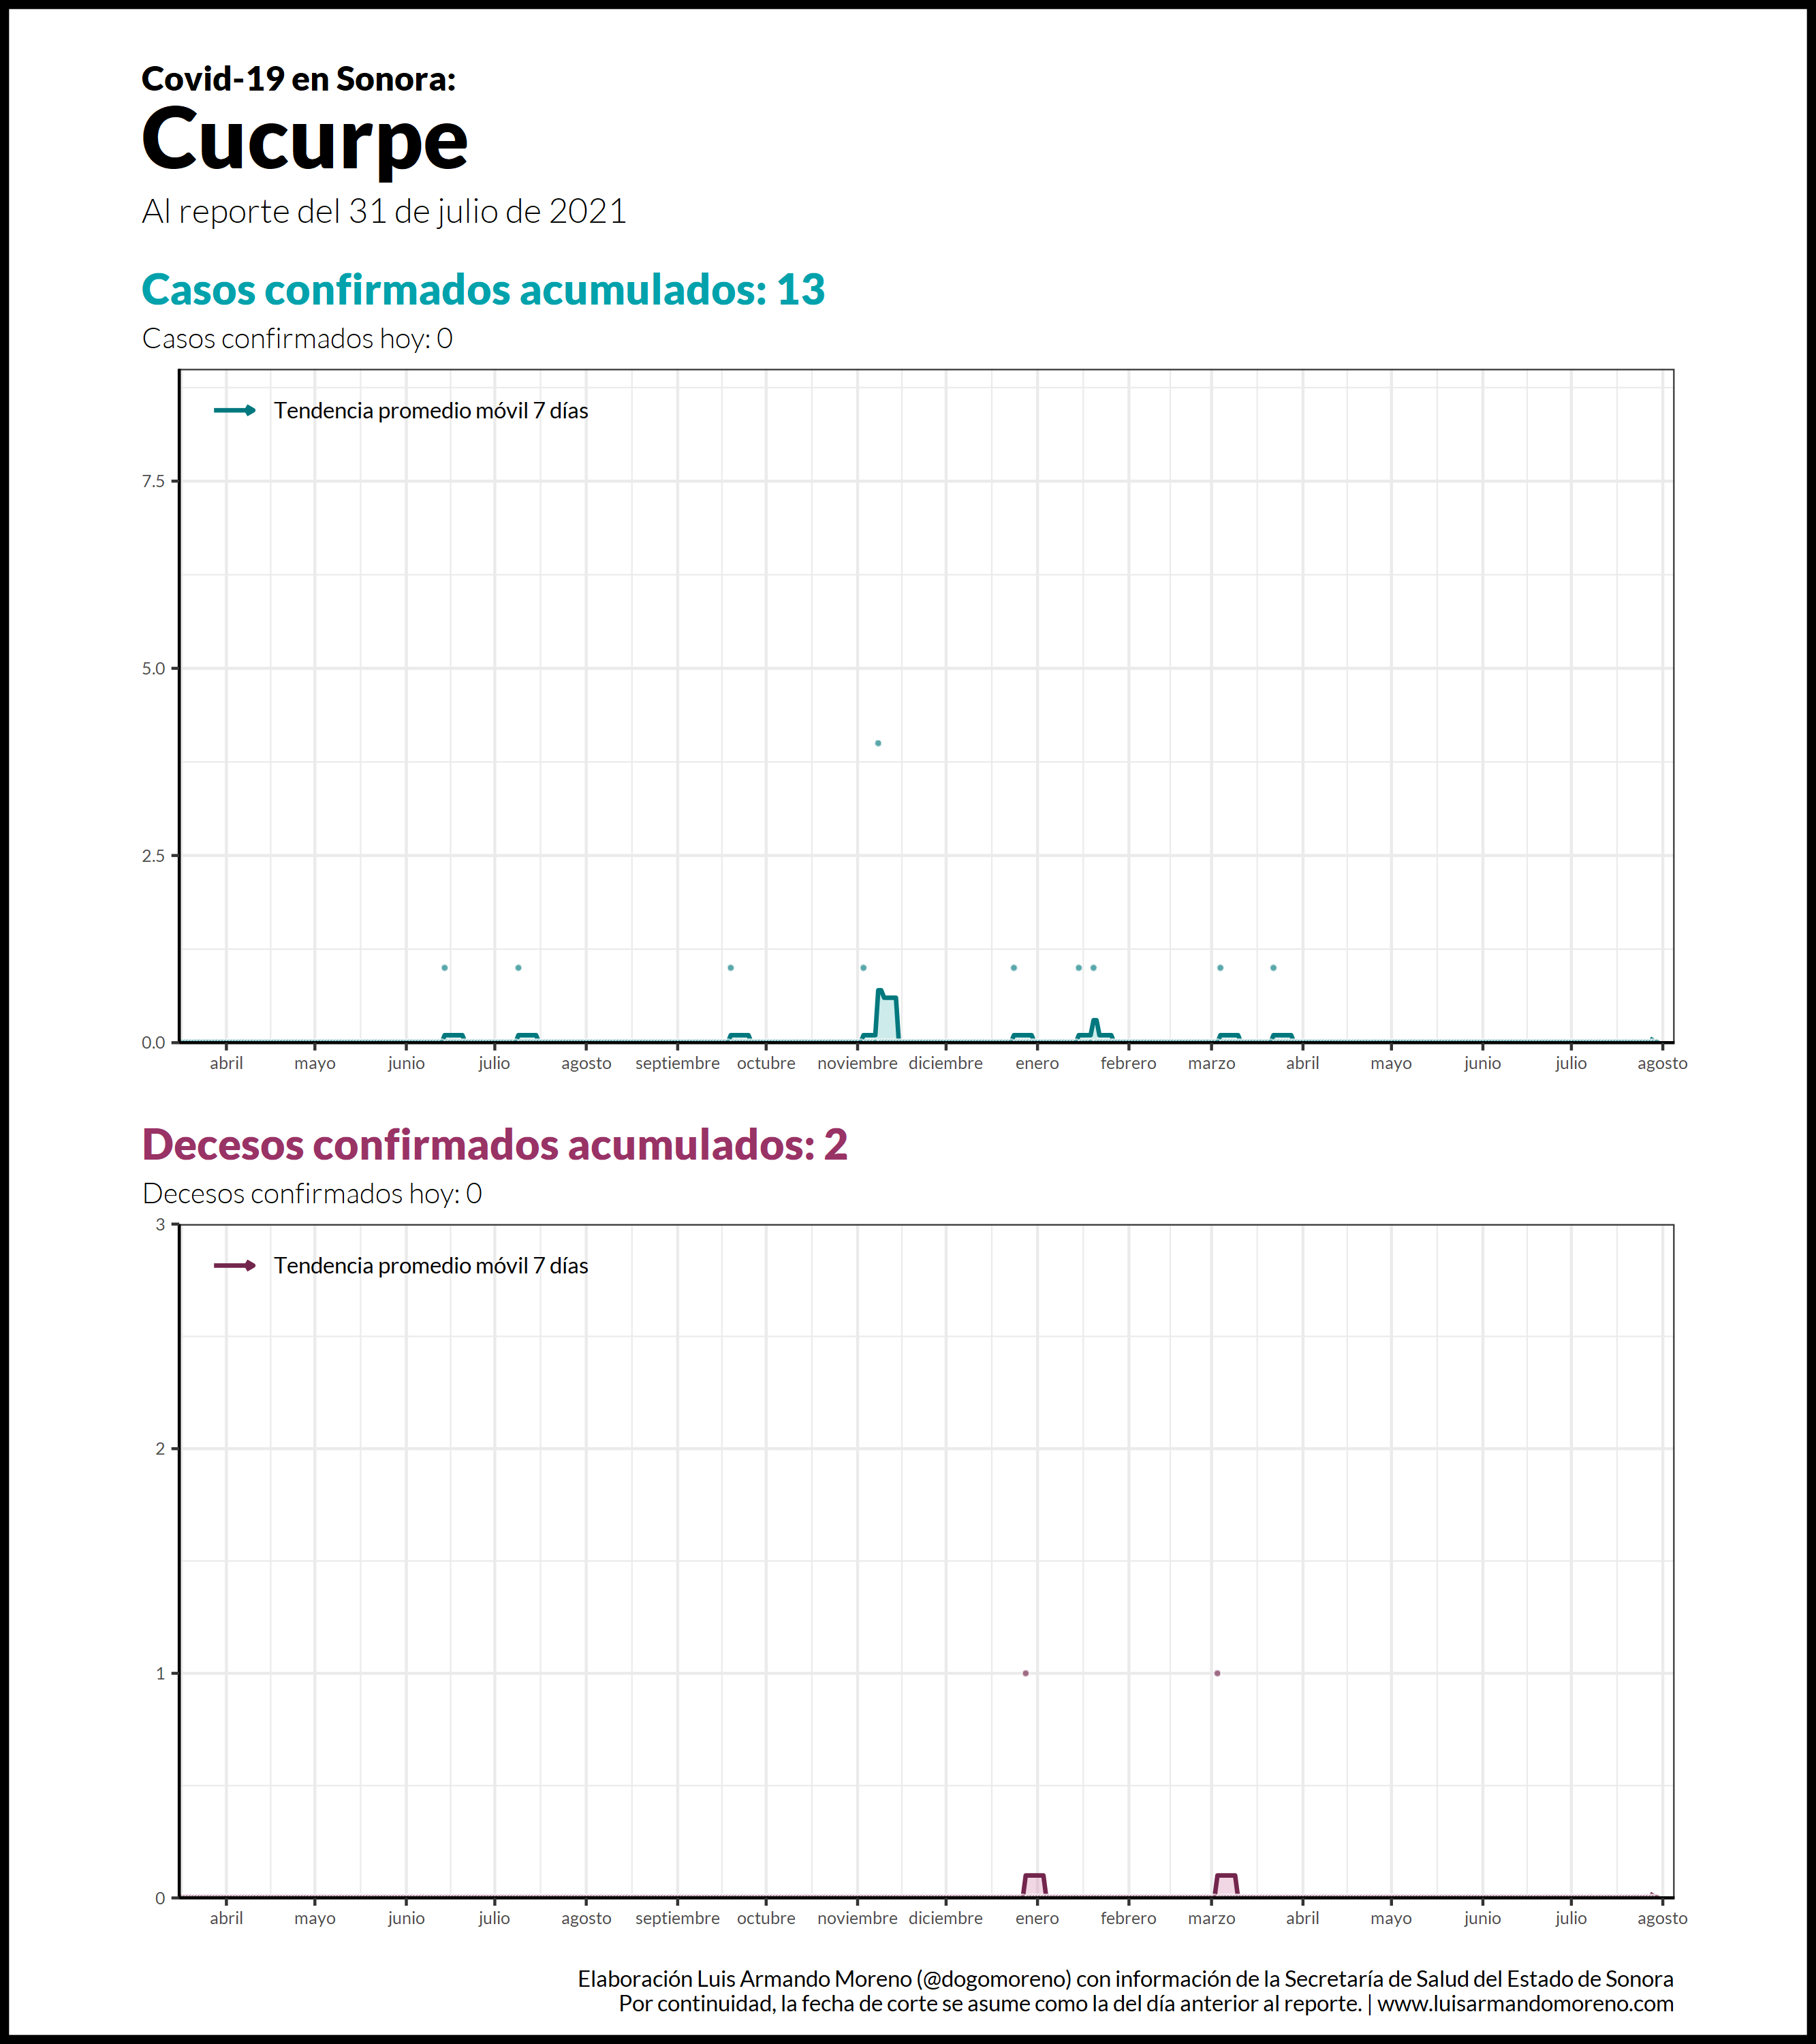 Covid-19 en Sonora:
Cucurpe
Al reporte del 31 de julio de 2021
Casos confirmados acumulados: 13
Casos confirmados hoy: 0
Tendencia promedio móvil 7 días
7.5
5.0
2.5
0.0
abril mayo junio julio agosto septiembre octubre noviembre diciembre enero febrero marzo abril mayo junio julio agosto
Decesos confirmados acumulados: 2
Decesos confirmados hoy: 0
3
Tendencia promedio móvil 7 días
2
1
0
abril mayo junio julio agosto septiembre octubre noviembre diciembre enero febrero marzo abril mayo junio julio agosto
Elaboración Luis Armando Moreno (@dogomoreno) con información de la Secretaría de Salud del Estado de Sonora
Por continuidad, la fecha de corte se asume como la del día anterior al reporte. | www.luisarmandomoreno.com